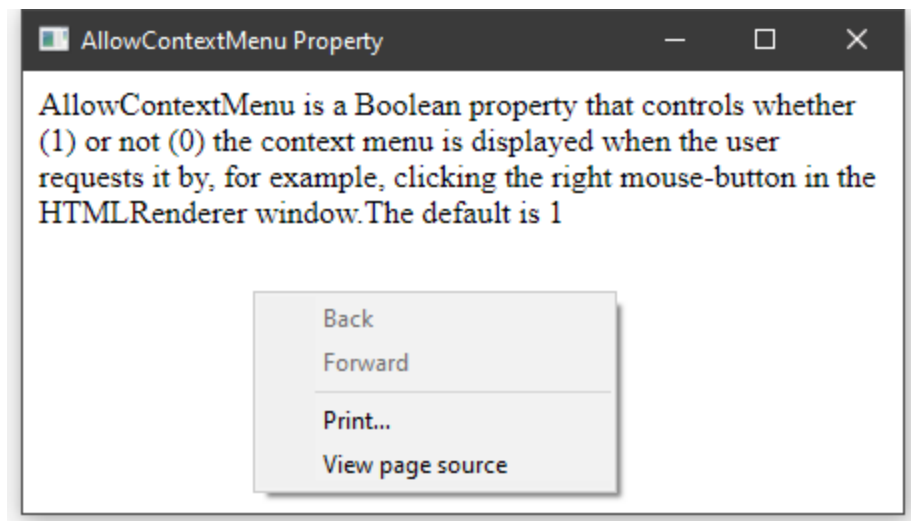 AllowContextMenu Property
AllowContextMenu is a Boolean property that controls whether
(1) or not (0) the context menu is displayed when the user
requests it by, for example, clicking the right mouse-button in the
HTMLRenderer window.The default is 1
Back
Forward
Print...
View page source